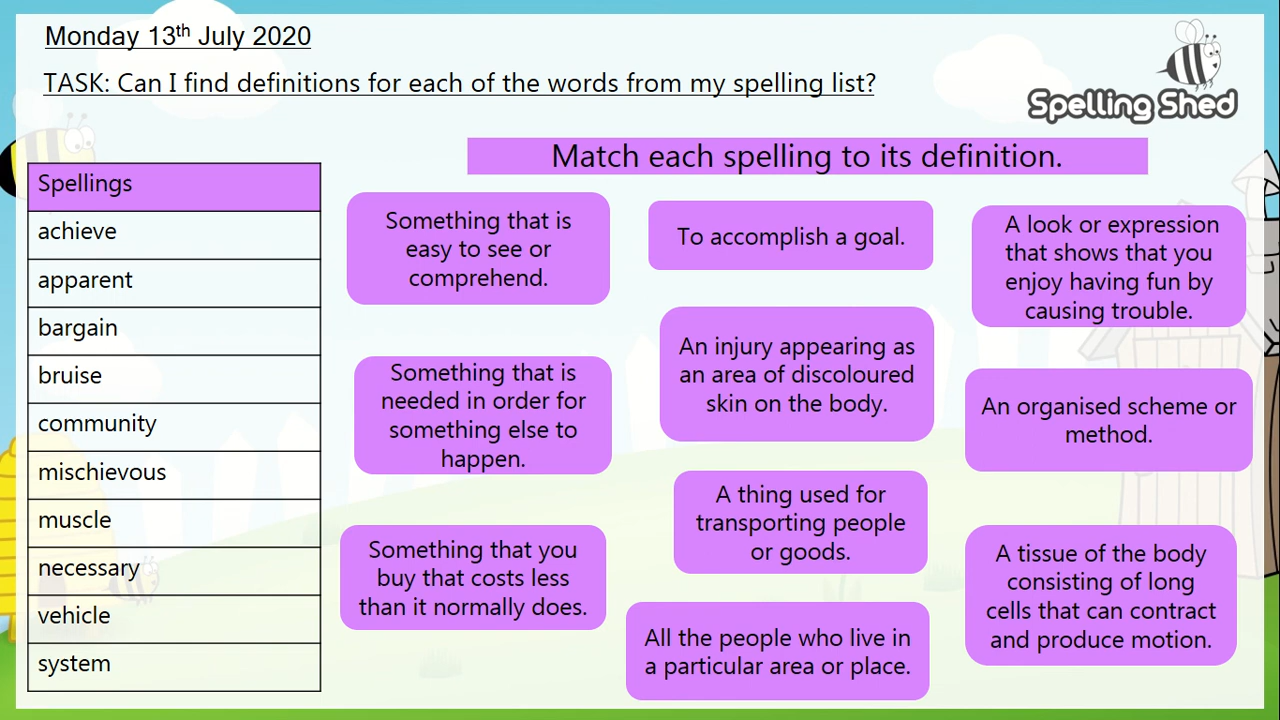 Monday 13th July 2020
TASK: Can I find definitions for each of the words from my spelling list?
Spelling Shed
Match each spelling to its definition.
Spellings
achieve
apparent
bargain
bruise
community
mischievous
muscle
necessary
vehicle
system
Something that is
easy to see or
comprehend.
To accomplish a goal.
A look or expression
that shows that you
enjoy having fun by
causing trouble.
Something that is
needed in order for
something else to
happen.
An injury appearing as
an area of discoloured
skin on the body.
An organised scheme or
method.
Something that you
buy that costs less
than it normally does.
A thing used for
transporting people
or goods.
A tissue of the body
consisting of long
cells that can contract
and produce motion.
All the people who live in
a particular area or place.